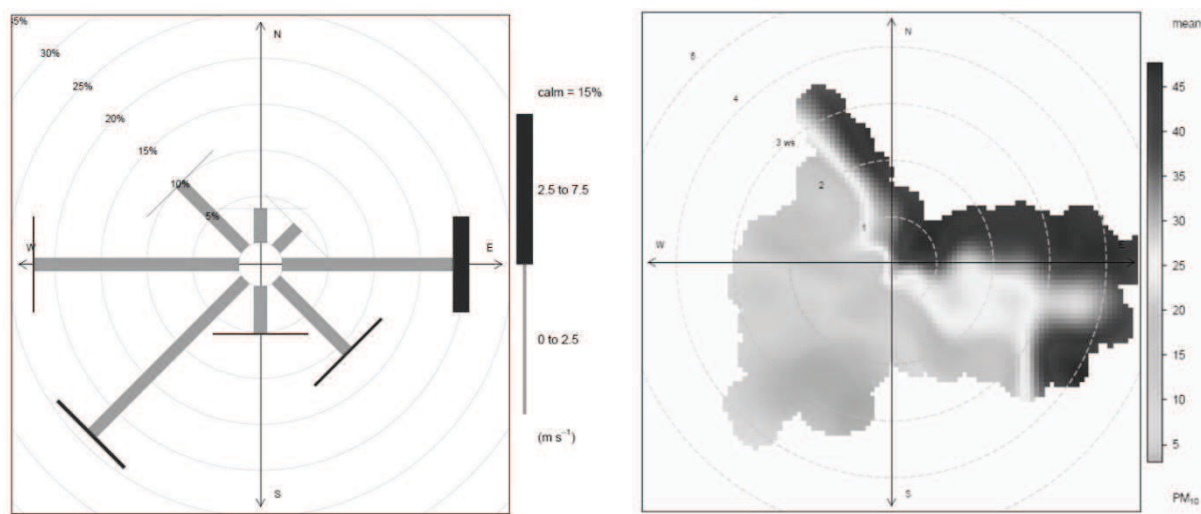 5%
30%
25%
20%
15%
10%
5%
N
W
E
S
calm = 15%
2.5 to 7.5
0 to 2.5
(m s⁻¹)
5
4
3 ws
2
1
N
W
E
S
mean
45
40
35
30
25
20
15
10
5
PM₁₀